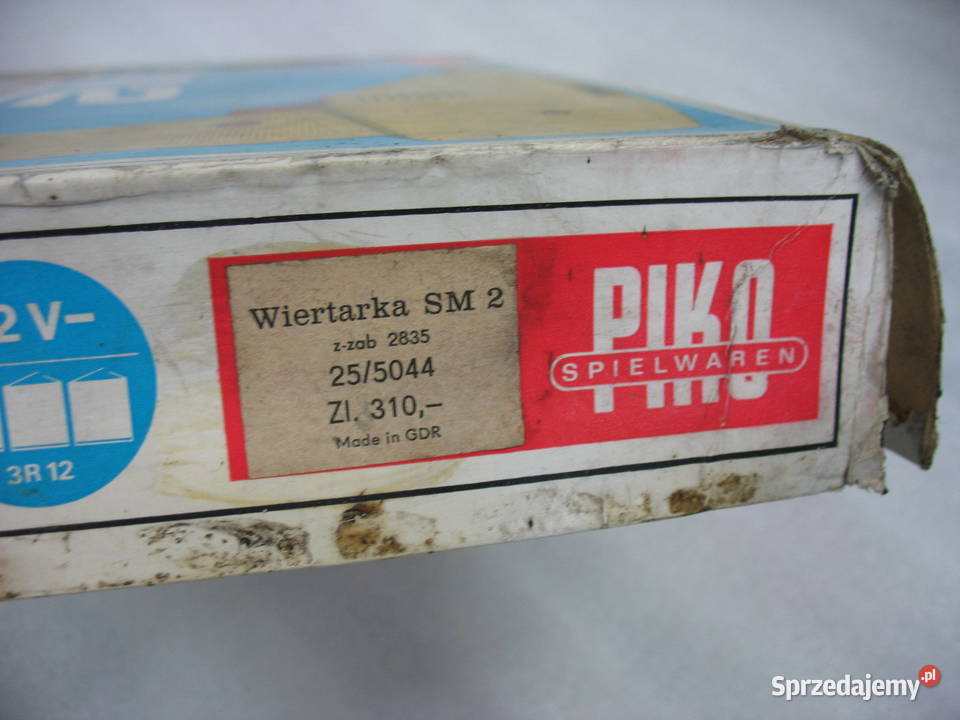 2 V–
3R 12
Wiertarka SM 2
z-zab 2835
25/5044
Zl. 310,–
Made in GDR
PIKO
SPIELWAREN
Sprzedajemy.pl